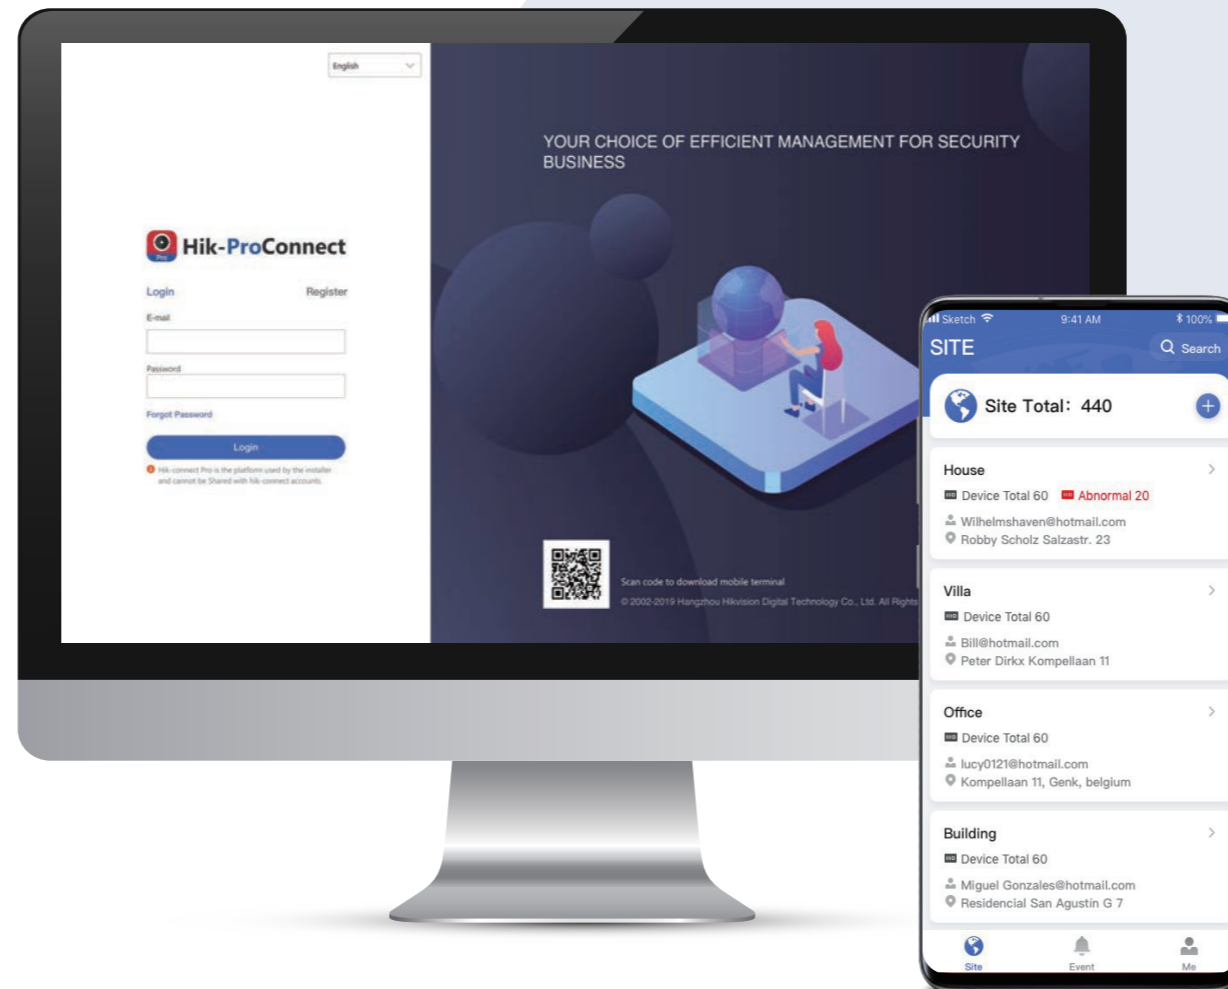 English
YOUR CHOICE OF EFFICIENT MANAGEMENT FOR SECURITY
BUSINESS
Pro
Hik-ProConnect
Login
Register
E-mail
Password
Forgot Password
Login
Hik-connect Pro is the platform used by the installer
and cannot be Shared with hik-connect accounts.
Scan code to download mobile terminal
© 2002-2019 Hangzhou Hikvision Digital Technology Co., Ltd. All Rights
Sketch
9:41 AM
100%
SITE
Search
Site Total: 440
House
Device Total 60
Abnormal 20
Wilhelmshaven@hotmail.com
Robby Scholz Salzastr. 23
Villa
Device Total 60
Bill@hotmail.com
Peter Dirkx Kompellaan 11
Office
Device Total 60
lucy0121@hotmail.com
Kompellaan 11, Genk, belgium
Building
Device Total 60
Miguel Gonzales@hotmail.com
Residencial San Agustín G 7
Site
Event
Me